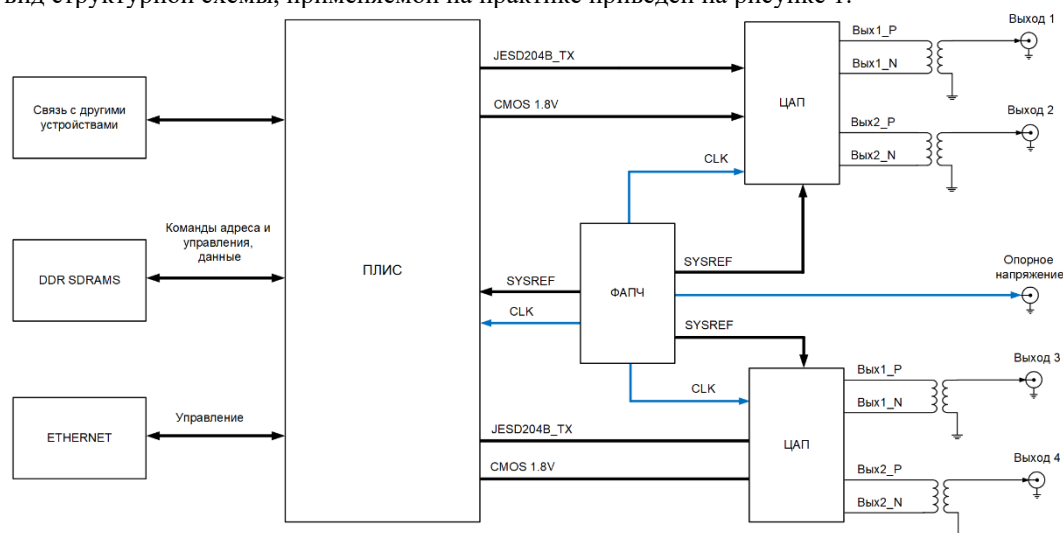 вид структурной схемы, применяемой на практике приведен на рисунке 1.
Выход 1
Вых1_P
JESD204B_TX
Вых1_N
Связь с другими
устройствами
CMOS 1.8V
ЦАП
Выход 2
Вых2_P
CLK
Вых2_N
Команды адреса и
управления,
данные
DDR SDRAMS
ПЛИС
SYSREF
SYSREF
ФАПЧ
Опорное
напряжение
CLK
SYSREF
Выход 3
Вых1_P
CLK
Вых1_N
ETHERNET
Управление
JESD204B_TX
ЦАП
CMOS 1.8V
Выход 4
Вых2_P
Вых2_N